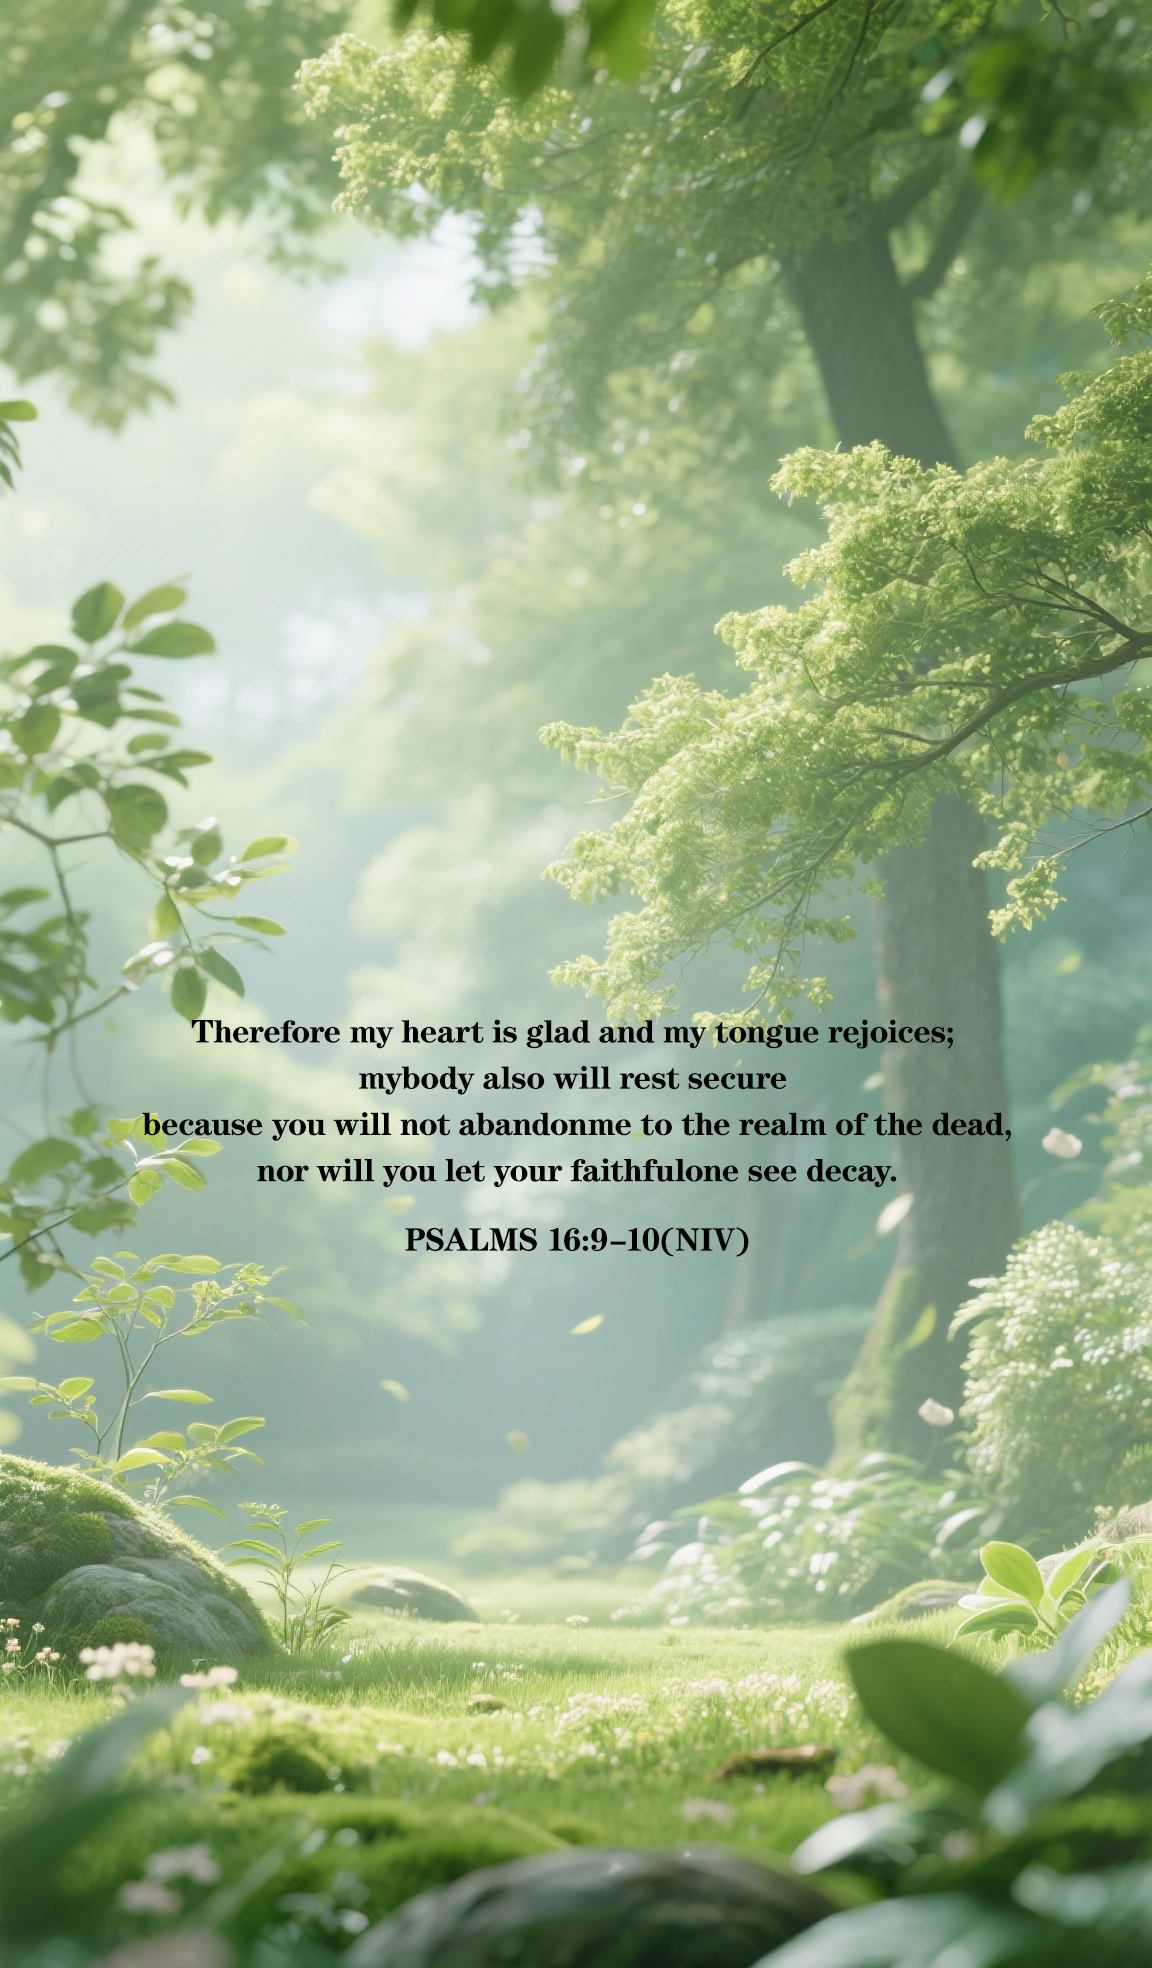 Therefore my heart is glad and my tongue rejoices;
mybody also will rest secure
because you will not abandonme to the realm of the dead,
nor will you let your faithfulone see decay.
PSALMS 16:9–10(NIV)